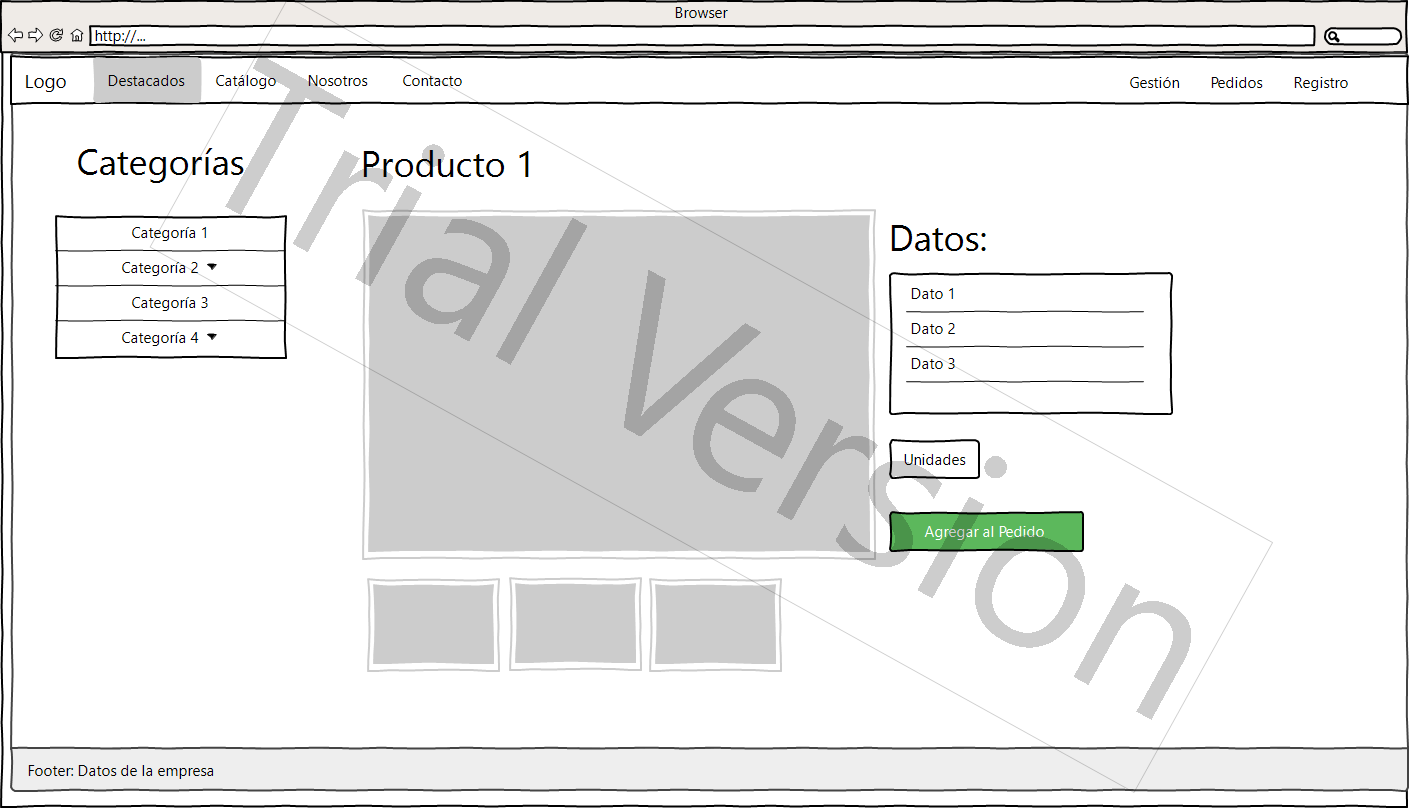 Browser
http://...
Logo
Destacados
Catálogo
Nosotros
Contacto
Gestión
Pedidos
Registro
Categorías
Categoría 1
Categoría 2
Categoría 3
Categoría 4
Producto 1
Datos:
Dato 1
Dato 2
Dato 3
Unidades
Agregar al Pedido
Footer: Datos de la empresa
Trial Version